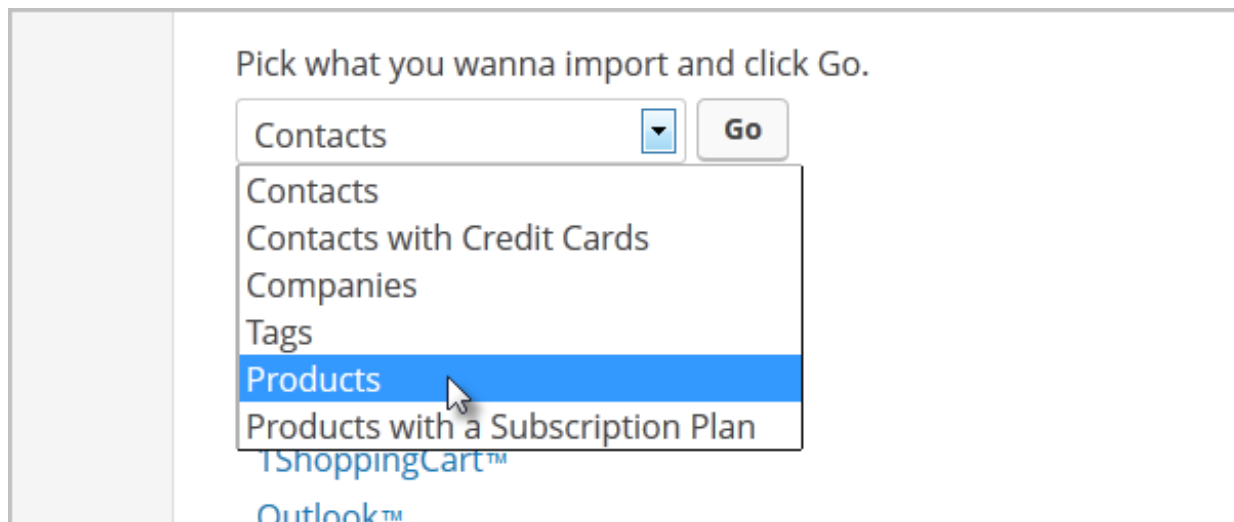 Pick what you wanna import and click Go.
Contacts
Go
Contacts
Contacts with Credit Cards
Companies
Tags
Products
Products with a Subscription Plan
1ShoppingCart™
Outlook™